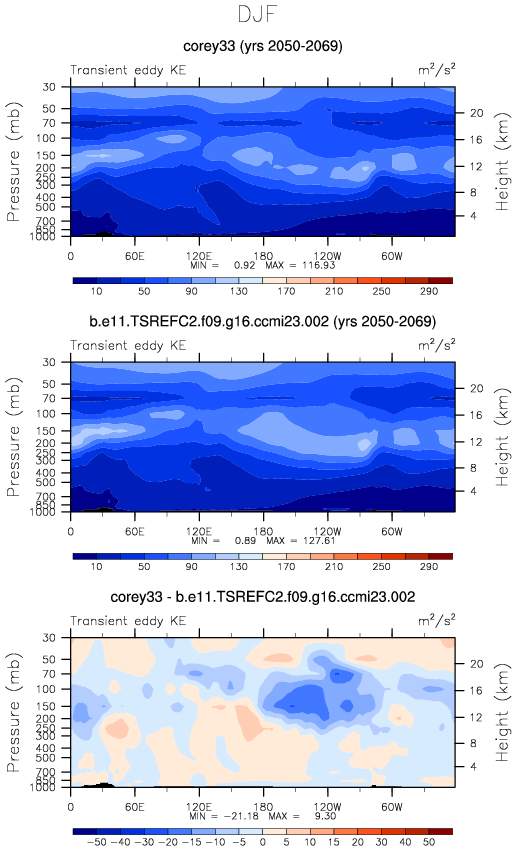 DJF
corey33 (yrs 2050-2069)
Transient eddy KE m²/s²
Pressure (mb)
30
50
70
100
150
200
250
300
500
700
850
1000
Height (km)
20
16
12
8
4
0 60E 120E 180 120W 60W
MIN = 0.92 MAX = 116.93
10 50 90 130 170 210 250 290
b.e11.TSREFC2.f09.g16.ccmi23.002 (yrs 2050-2069)
Transient eddy KE m²/s²
Pressure (mb)
30
50
70
100
150
200
250
300
500
700
850
1000
Height (km)
20
16
12
8
4
0 60E 120E 180 120W 60W
MIN = 0.89 MAX = 127.61
10 50 90 130 170 210 250 290
corey33 - b.e11.TSREFC2.f09.g16.ccmi23.002
Transient eddy KE m²/s²
Pressure (mb)
30
50
70
100
150
200
250
300
500
700
850
1000
Height (km)
20
16
12
8
4
0 60E 120E 180 120W 60W
MIN = -21.18 MAX = 9.30
-50 -40 -30 -20 -15 -10 -5 0 5 10 15 20 30 40 50